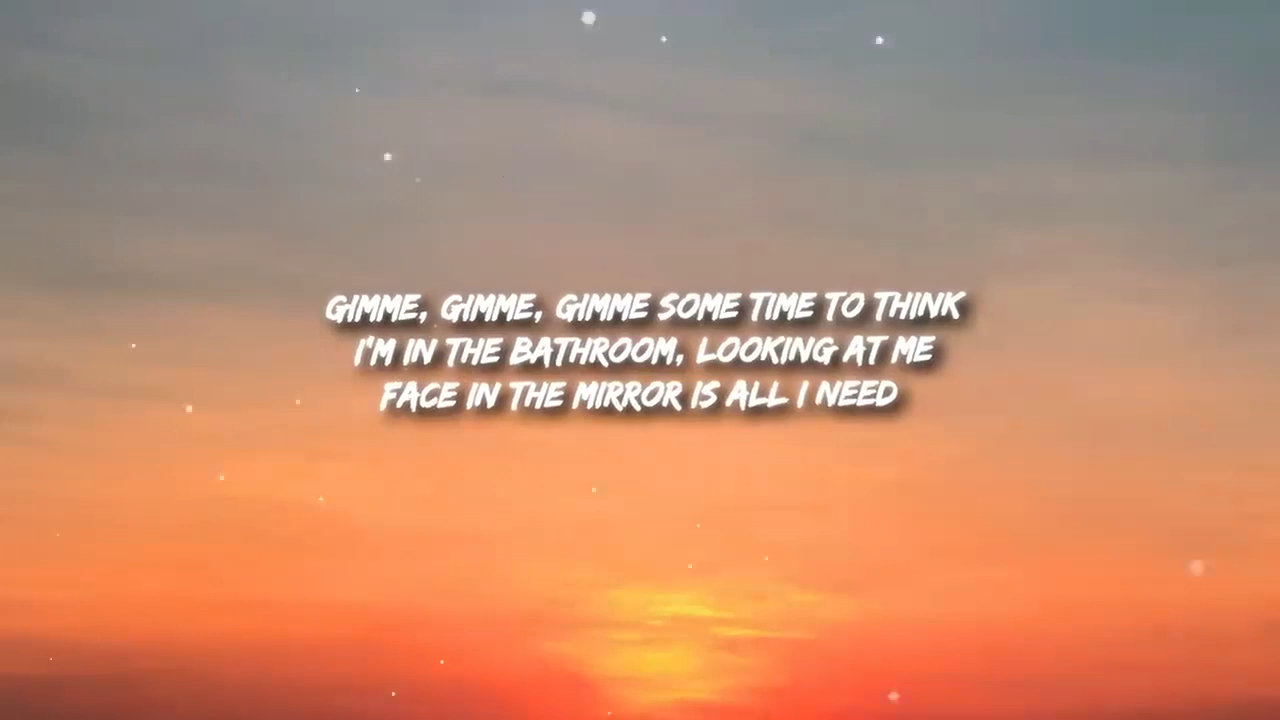 GIMME, GIMME, GIMME SOME TIME TO THINK
I'M IN THE BATHROOM, LOOKING AT ME
FACE IN THE MIRROR IS ALL I NEED